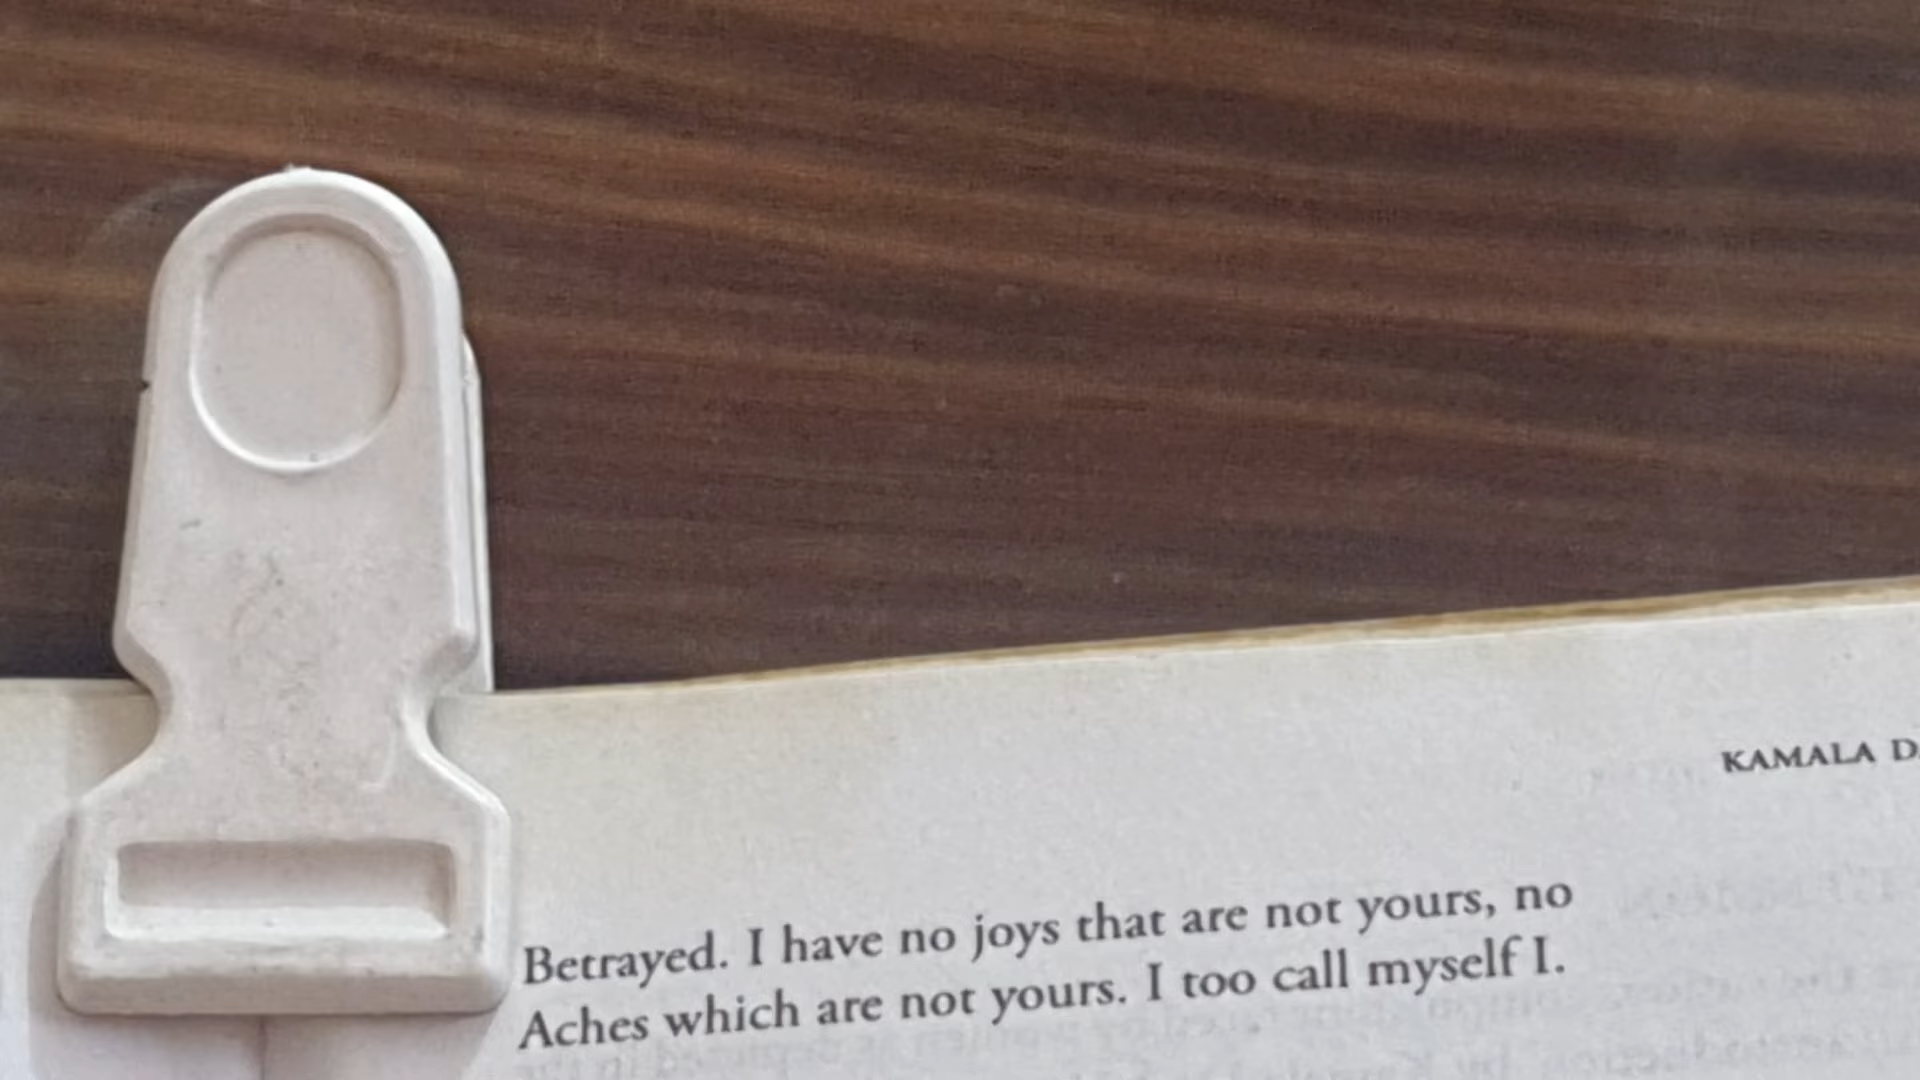 KAMALA D
Betrayed. I have no joys that are not yours, no
Aches which are not yours. I too call myself I.